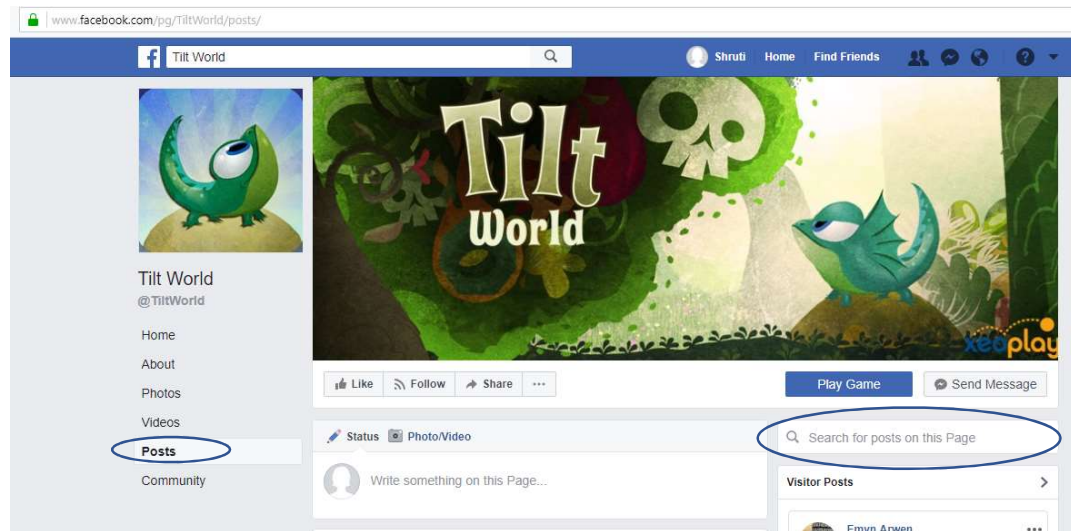 www.facebook.com/pg/TiltWorld/posts/
f Tilt World
Shruti Home Find Friends
Tilt
World
xeoplay
Tilt World
@TiltWorld
Home
About
Photos
Videos
Posts
Community
Like Follow Share ...
Play Game Send Message
Status Photo/Video
Write something on this Page...
Search for posts on this Page
Visitor Posts
Emyn Arwen